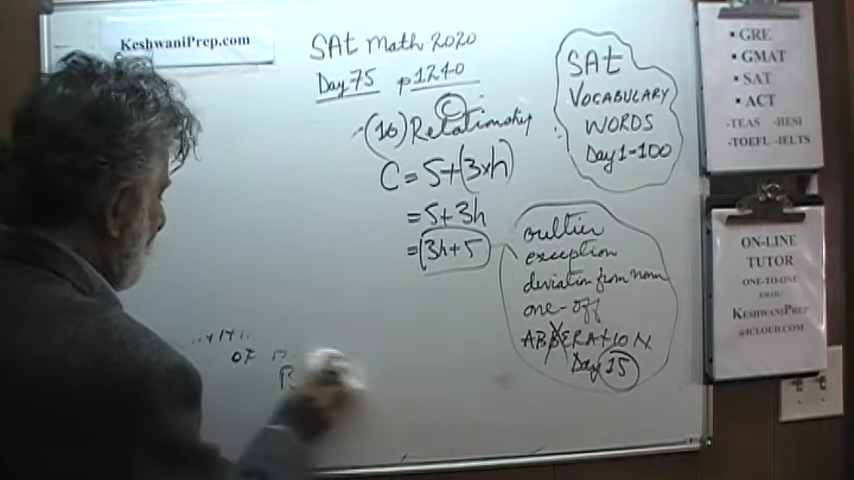 KeshwaniPrep.com
SAt Math 2020
Day 75 p1240
(16) Relationship
C = 5+(3×h)
= 5+3h
= 3h+5
SAt
VOCABULARY
WORDS
Day 1-100
outlier
exception
deviation from norm
one-off
ABBERATION
Day 15
OF
▪ GRE
▪ GMAT
▪ SAT
▪ ACT
-TEAS -HESI
-TOEFL -IELTS
ON-LINE
TUTOR
ONE-TO-ONE
EMAIL:
KESHWANIPREP
@ICLOUD.COM